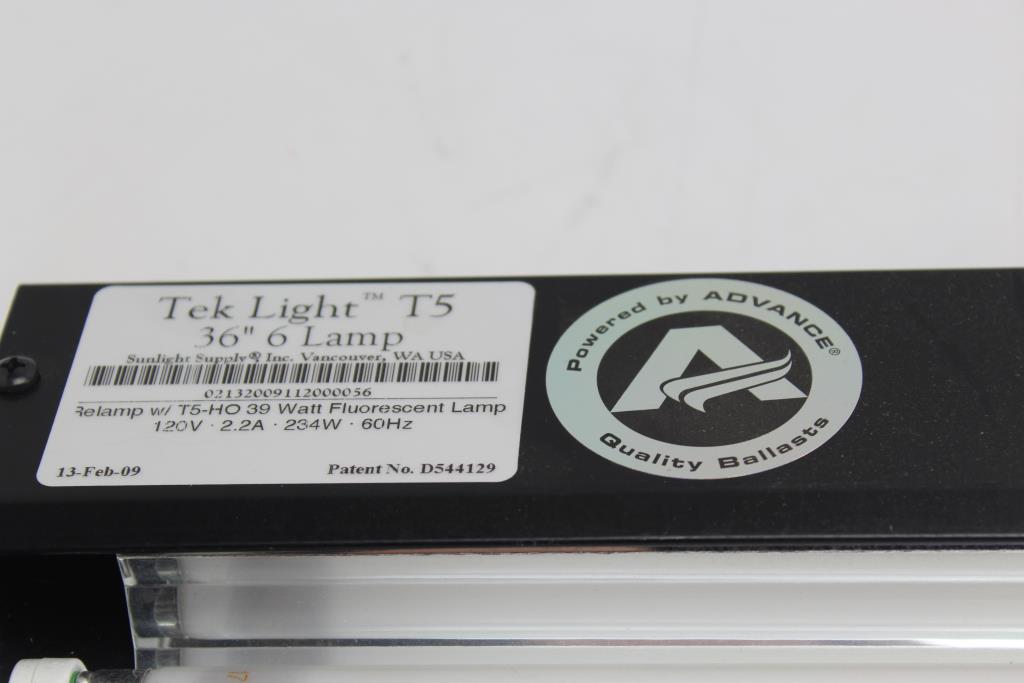 Tek Light™ T5
36" 6 Lamp
Sunlight Supply® Inc. Vancouver, WA USA
02132009112000056
Relamp w/ T5-HO 39 Watt Fluorescent Lamp
120V · 2.2A · 234W · 60Hz
13-Feb-09 Patent No. D544129
Powered by ADVANCE®
A
Quality Ballasts